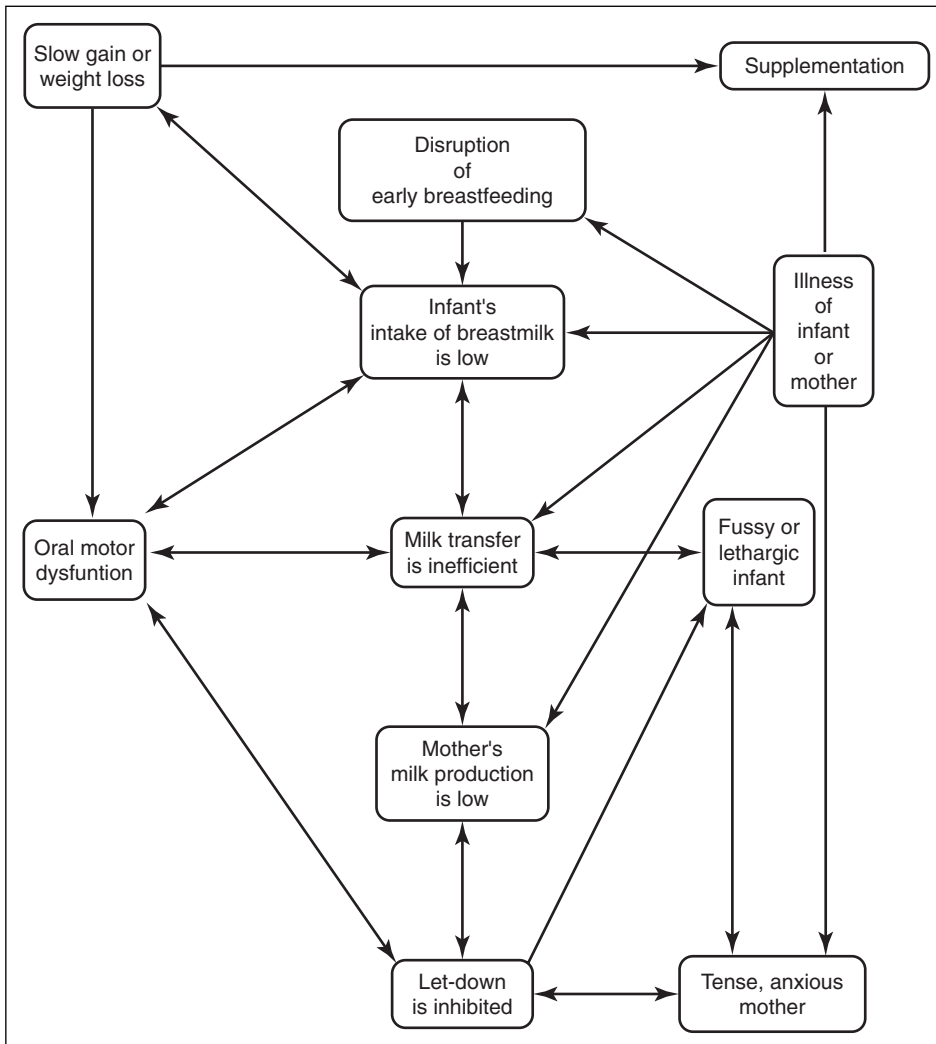 Slow gain or
weight loss
Supplementation
Disruption
of
early breastfeeding
Illness
of
infant
or
mother
Infant's
intake of breastmilk
is low
Oral motor
dysfuntion
Milk transfer
is inefficient
Fussy or
lethargic
infant
Mother's
milk production
is low
Let-down
is inhibited
Tense, anxious
mother